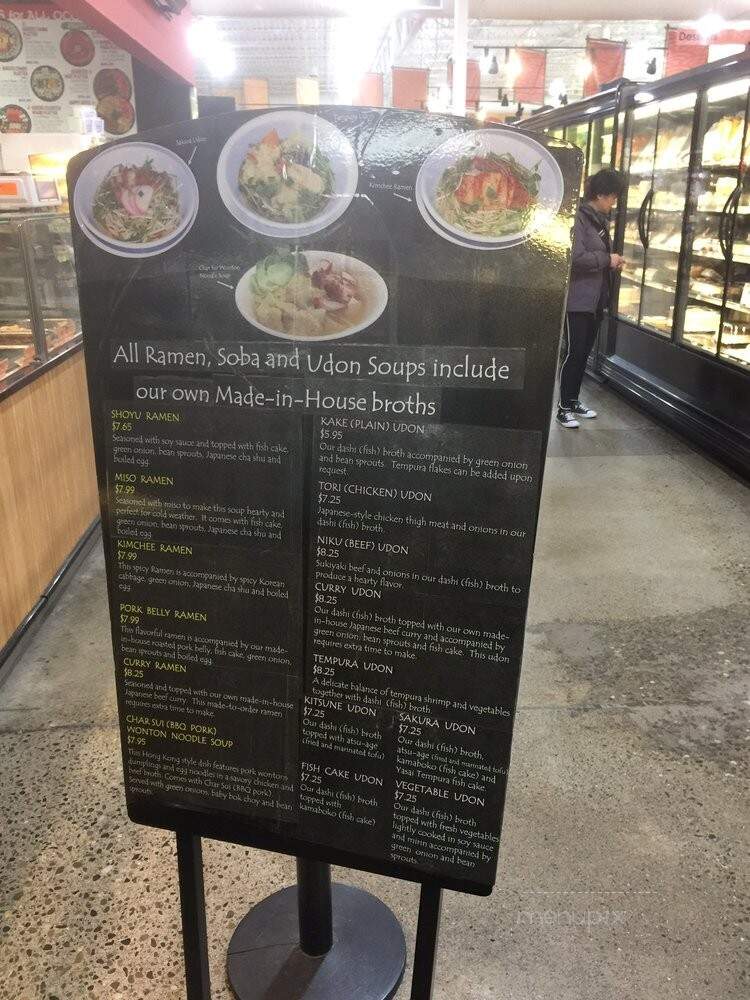 Desserts
Kimchee Ramen
Char Sui Wonton
Noodle Soup
All Ramen, Soba and Udon Soups include
our own Made-in-House broths
SHOYU RAMEN
$7.65
Seasoned with soy sauce and topped with fish cake,
green onion, bean sprouts, Japanese cha shu and
boiled egg
MISO RAMEN
$7.99
Seasoned with miso to make this soup hearty and
perfect for cold weather. It comes with fish cake,
green onion, bean sprouts, Japanese cha shu and
boiled egg
KIMCHEE RAMEN
$7.99
This spicy Ramen is accompanied by spicy Korean
cabbage, green onion, Japanese cha shu and boiled
egg
PORK BELLY RAMEN
$7.99
This flavorful ramen is accompanied by our made-
in-house roasted pork belly, fish cake, green onion,
bean sprouts and boiled egg
CURRY RAMEN
$8.25
Seasoned and topped with our own made-in-house
Japanese beef curry. This made-to-order ramen
requires extra time to make.
CHAR SUI (BBQ PORK)
WONTON NOODLE SOUP
$7.95
This Hong Kong style dish features pork wontons
dumplings and egg noodles in a savory chicken and
beef broth. Comes with Char Sui (BBQ pork)
Served with green onions, baby bok choy and bean
sprouts
KAKE (PLAIN) UDON
$5.95
Our dashi (fish) broth accompanied by green onion
and bean sprouts. Tempura flakes can be added upon
request.
TORI (CHICKEN) UDON
$7.25
Japanese-style chicken thigh meat and onions in our
dashi (fish) broth.
NIKU (BEEF) UDON
$8.25
Sukiyaki beef and onions in our dashi (fish) broth to
produce a hearty flavor.
CURRY UDON
$8.25
Our dashi (fish) broth topped with our own made-
in-house Japanese beef curry and accompanied by
green onion, bean sprouts and fish cake. This udon
requires extra time to make.
TEMPURA UDON
$8.25
A delicate balance of tempura shrimp and vegetables
together with dashi (fish) broth.
KITSUNE UDON
$7.25
Our dashi (fish) broth
topped with atsu-age
(fried and marinated tofu)
FISH CAKE UDON
$7.25
Our dashi (fish) broth
topped with
kamaboko (fish cake)
SAKURA UDON
$7.25
Our dashi (fish) broth,
atsu-age (fried and marinated tofu)
kamaboko (fish cake) and
Yasai Tempura fish cake.
VEGETABLE UDON
$7.25
Our dashi (fish) broth
topped with fresh vegetables
lightly cooked in soy sauce
and mirin accompanied by
green onion and bean
sprouts.
menupix